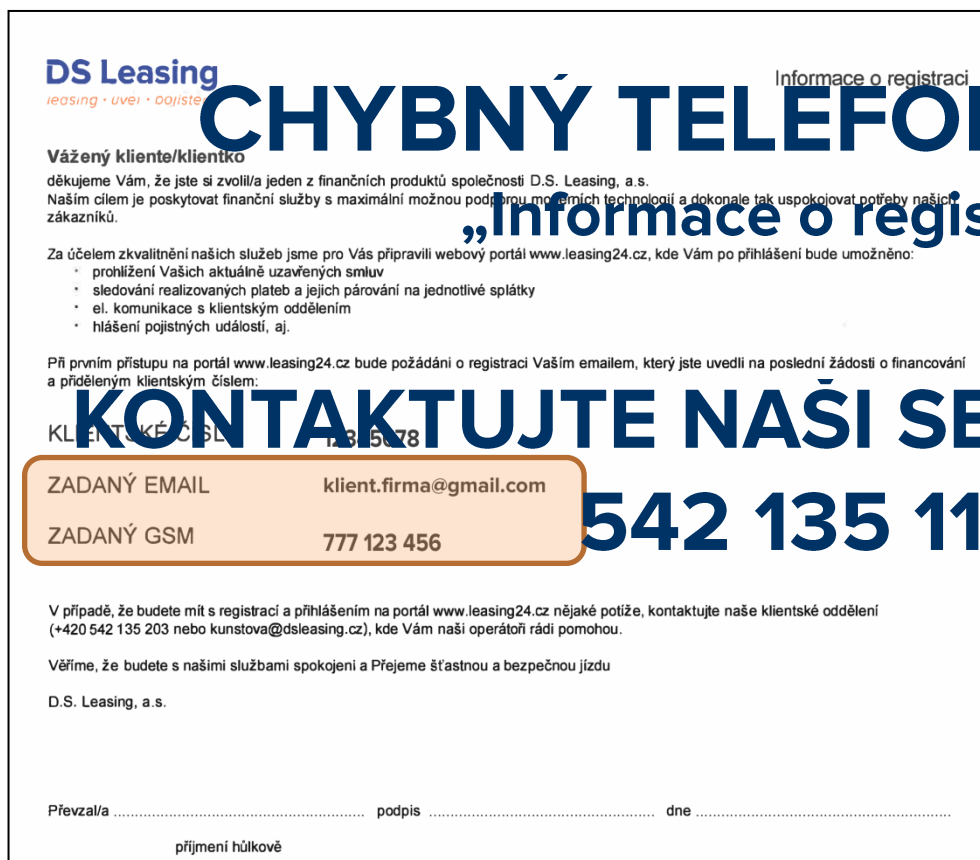 DS Leasing
leasing • úvěr • pojiště
Informace o registraci
CHYBNÝ TELEFO
Vážený kliente/klientko
děkujeme Vám, že jste si zvolil/a jeden z finančních produktů společnosti D.S. Leasing, a.s.
Naším cílem je poskytovat finanční služby s maximální možnou podporou moderních technologií a dokonale tak uspokojovat potřeby našich
zákazníků.
„Informace o regis
Za účelem zkvalitnění našich služeb jsme pro Vás připravili webový portál www.leasing24.cz, kde Vám po přihlášení bude umožněno:
• prohlížení Vašich aktuálně uzavřených smluv
• sledování realizovaných plateb a jejich párování na jednotlivé splátky
• el. komunikace s klientským oddělením
• hlášení pojistných událostí, aj.
Při prvním přístupu na portál www.leasing24.cz bude požádáni o registraci Vaším emailem, který jste uvedli na poslední žádosti o financování
a přiděleným klientským číslem:
KONTAKTUJTE NAŠI SE
KLIENTSKÉ ČÍSLO 12345678
ZADANÝ EMAIL klient.firma@gmail.com
542 135 11
ZADANÝ GSM 777 123 456
V případě, že budete mít s registrací a přihlášením na portál www.leasing24.cz nějaké potíže, kontaktujte naše klientské oddělení
(+420 542 135 203 nebo kunstova@dsleasing.cz), kde Vám naši operátoři rádi pomohou.
Věříme, že budete s našimi službami spokojeni a Přejeme šťastnou a bezpečnou jízdu
D.S. Leasing, a.s.
Převzal/a ........................................ podpis ........................................ dne ........................................
příjmení hůlkově